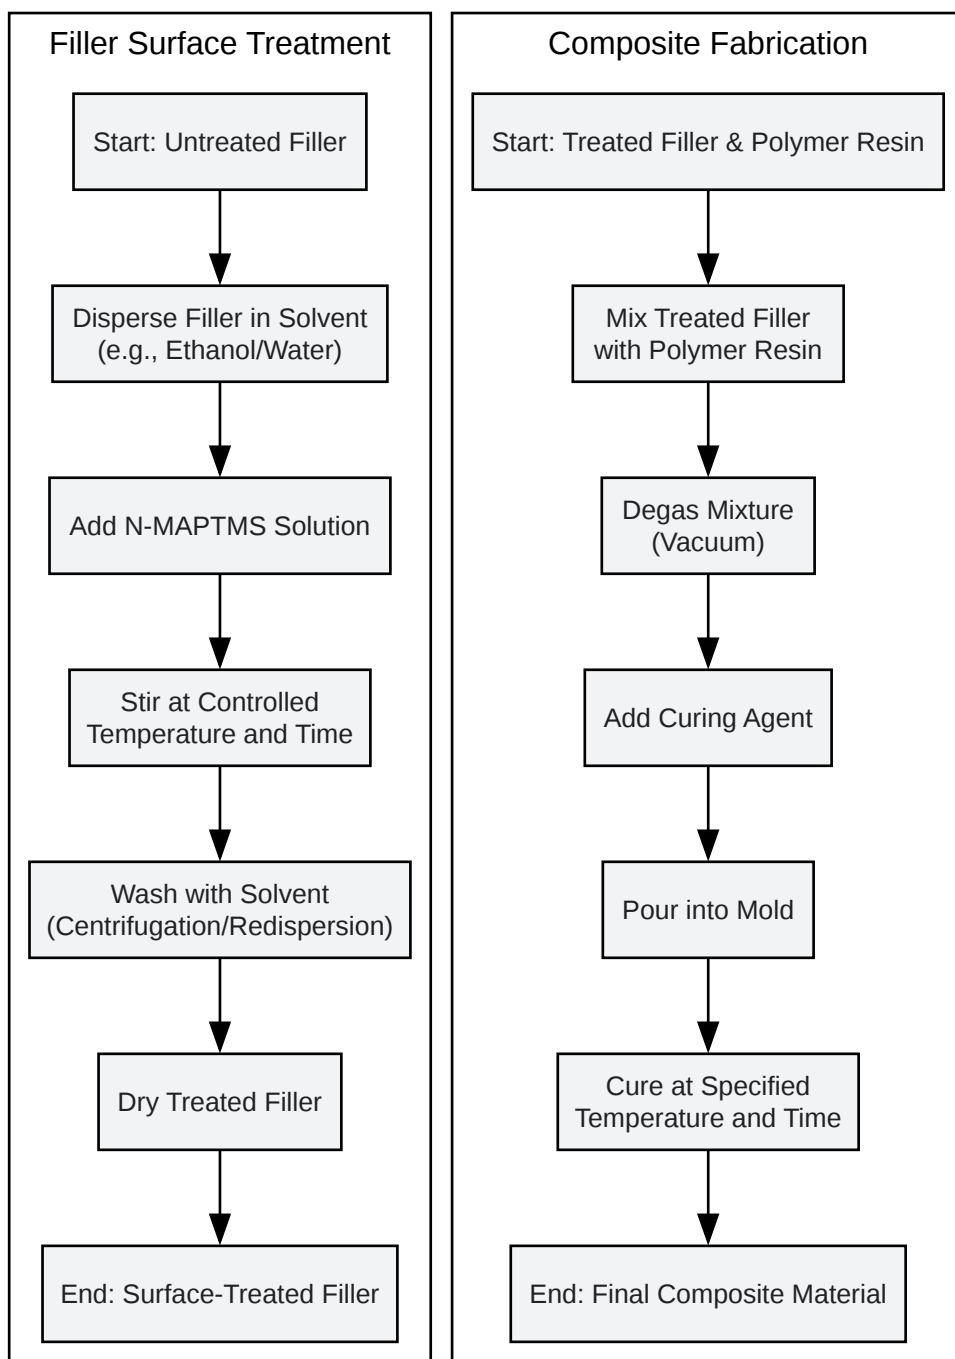 Filler Surface Treatment
Start: Untreated Filler
Disperse Filler in Solvent
(e.g., Ethanol/Water)
Add N-MAPTMS Solution
Stir at Controlled
Temperature and Time
Wash with Solvent
(Centrifugation/Redispersion)
Dry Treated Filler
End: Surface-Treated Filler
Composite Fabrication
Start: Treated Filler & Polymer Resin
Mix Treated Filler
with Polymer Resin
Degas Mixture
(Vacuum)
Add Curing Agent
Pour into Mold
Cure at Specified
Temperature and Time
End: Final Composite Material